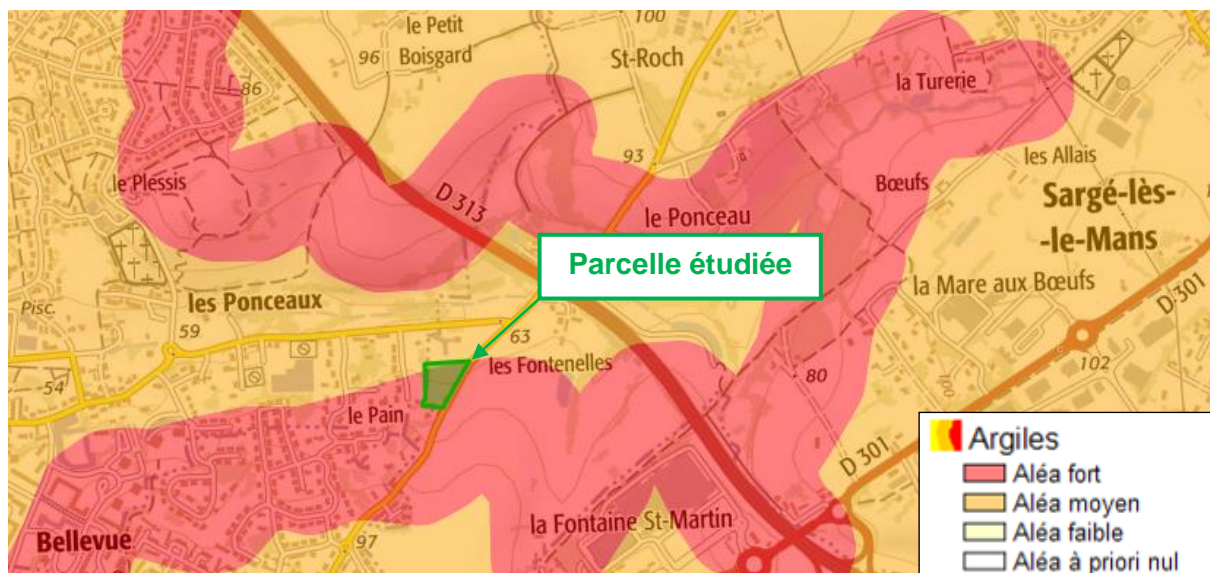 le Petit
Boisgard
100
96
St-Roch
86
la Turerie
93
les Allais
le Plessis
Bœufs
Sargé-lès-
-le-Mans
D 313
le Ponceau
Parcelle étudiée
la Mare aux Bœufs
D 301
Pisc.
les Ponceaux
59
63
102
100
les Fontenelles
80
54
le Pain
D 301
la Fontaine St-Martin
Bellevue
97
Argiles
Aléa fort
Aléa moyen
Aléa faible
Aléa à priori nul